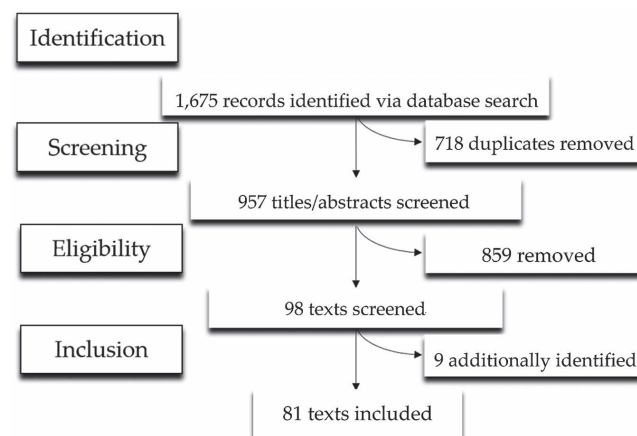 Identification
1,675 records identified via database search
718 duplicates removed
Screening
957 titles/abstracts screened
Eligibility
859 removed
98 texts screened
Inclusion
9 additionally identified
81 texts included